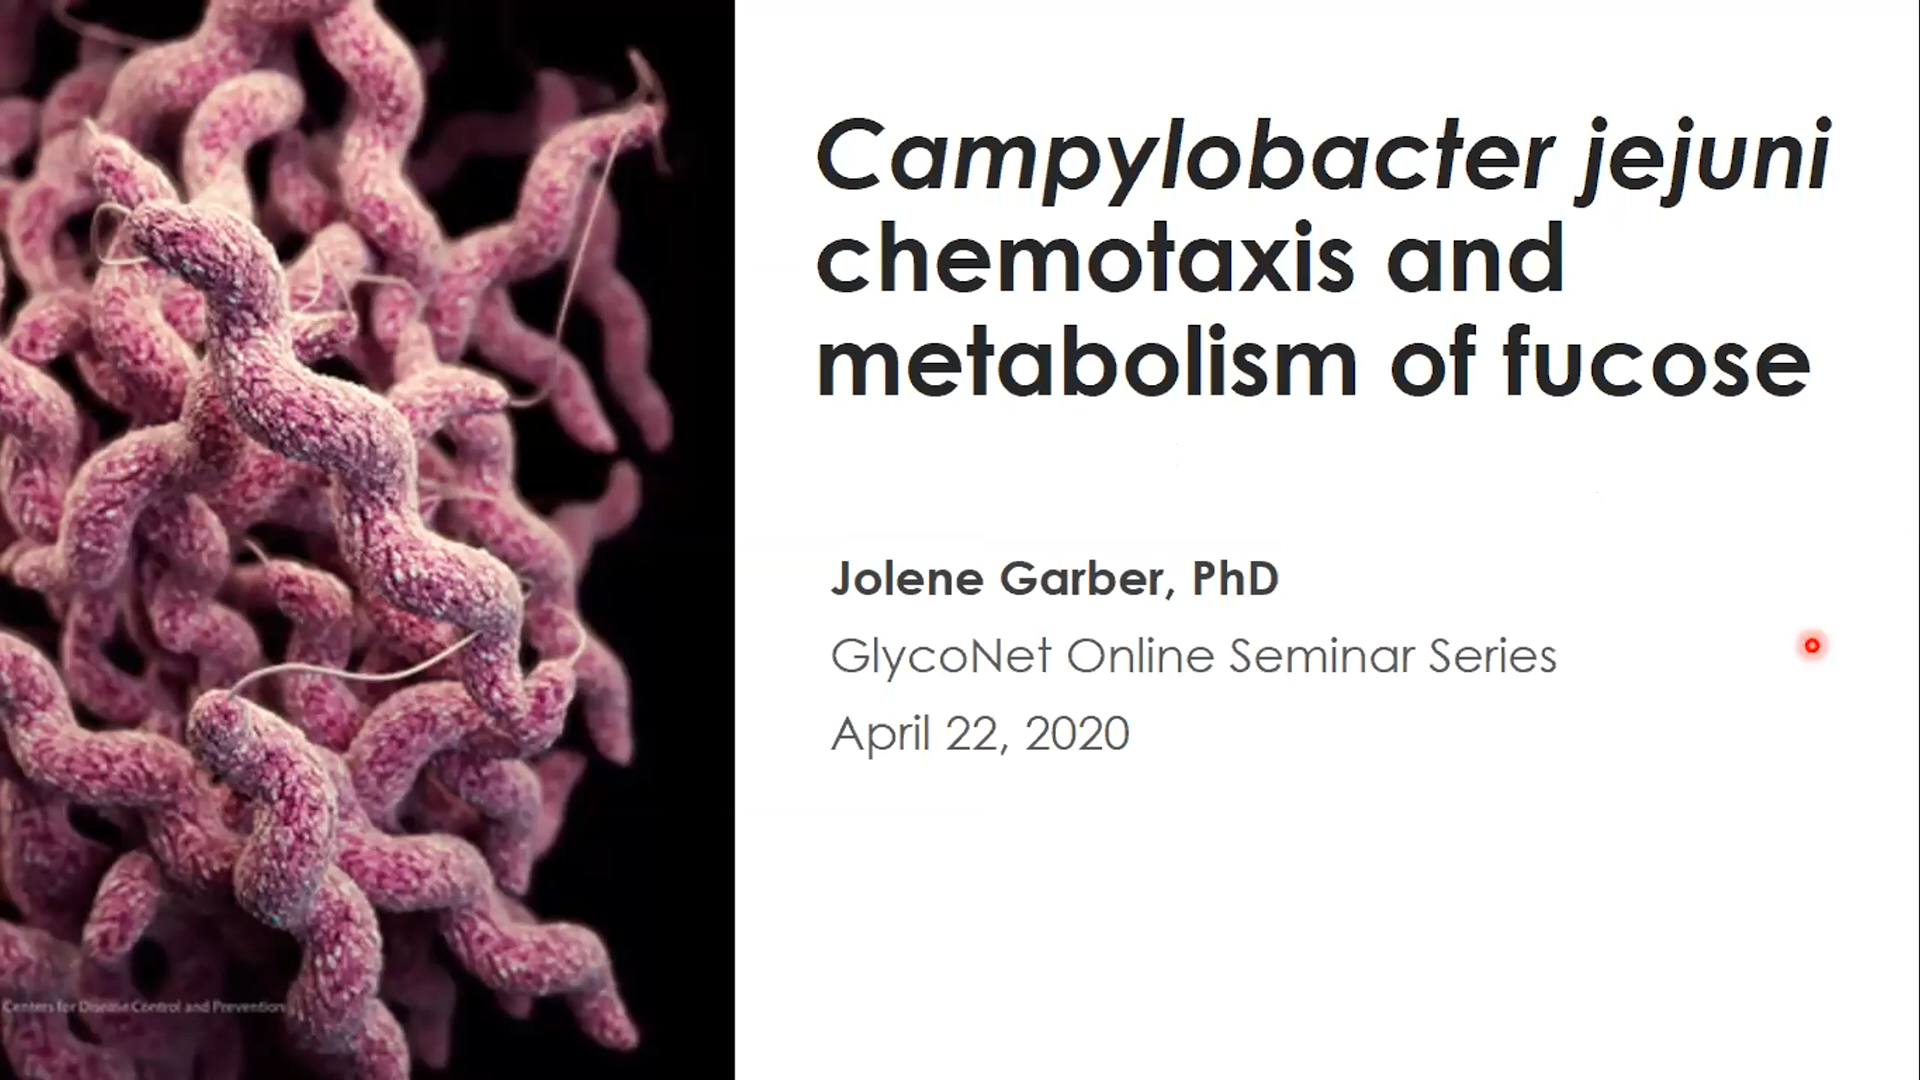 Campylobacter jejuni
chemotaxis and
metabolism of fucose
Jolene Garber, PhD
GlycoNet Online Seminar Series
April 22, 2020
Centers for Disease Control and Prevention